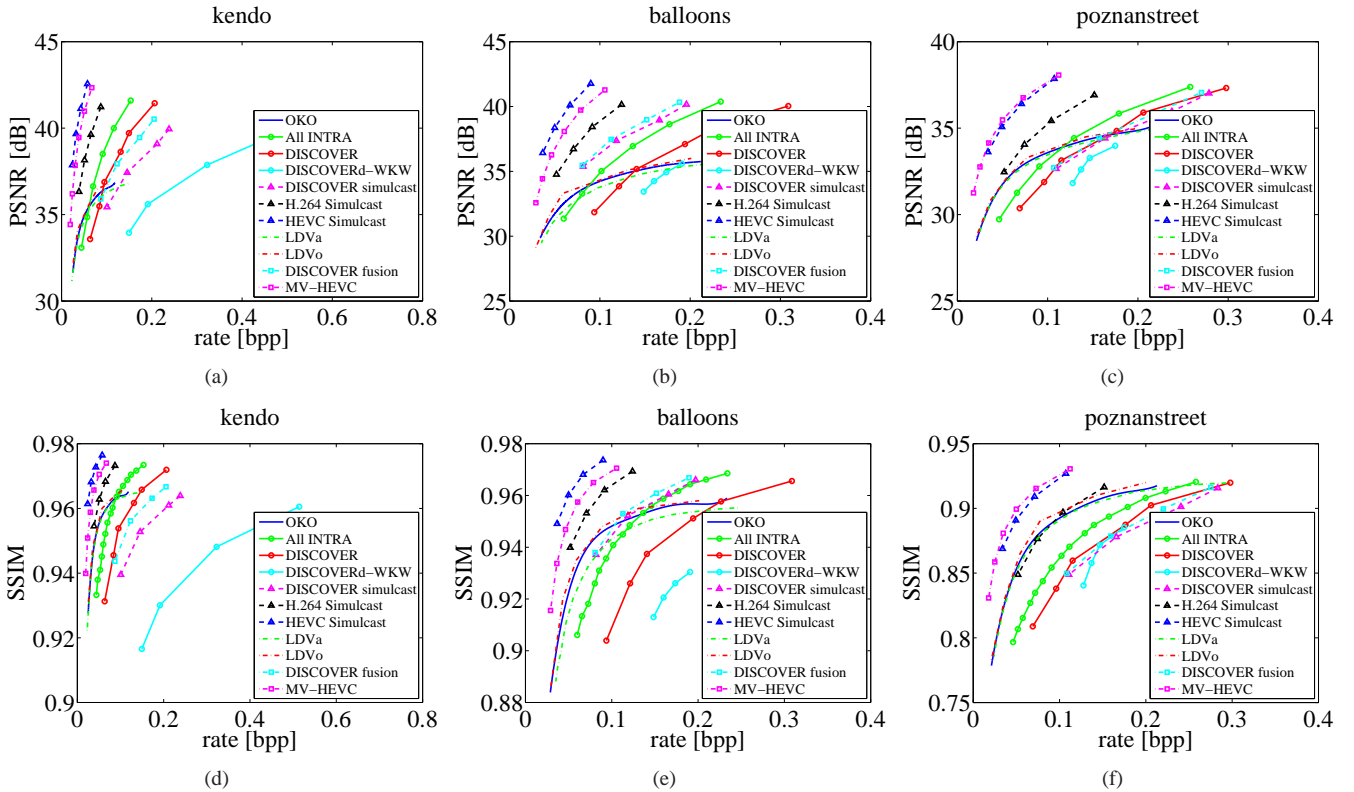 kendo
45
40
35
30
PSNR [dB]
0
0.2
0.4
0.6
0.8
rate [bpp]
OKO
All INTRA
DISCOVER
DISCOVERd−WKW
DISCOVER simulcast
H.264 Simulcast
HEVC Simulcast
LDVa
LDVo
DISCOVER fusion
MV−HEVC
(a)
balloons
45
40
35
30
25
PSNR [dB]
0
0.1
0.2
0.3
0.4
rate [bpp]
OKO
All INTRA
DISCOVER
DISCOVERd−WKW
DISCOVER simulcast
H.264 Simulcast
HEVC Simulcast
LDVa
LDVo
DISCOVER fusion
MV−HEVC
(b)
poznanstreet
40
35
30
25
PSNR [dB]
0
0.1
0.2
0.3
0.4
rate [bpp]
OKO
All INTRA
DISCOVER
DISCOVERd−WKW
DISCOVER simulcast
H.264 Simulcast
HEVC Simulcast
LDVa
LDVo
DISCOVER fusion
MV−HEVC
(c)
kendo
0.98
0.96
0.94
0.92
0.9
SSIM
0
0.2
0.4
0.6
0.8
rate [bpp]
OKO
All INTRA
DISCOVER
DISCOVERd−WKW
DISCOVER simulcast
H.264 Simulcast
HEVC Simulcast
LDVa
LDVo
DISCOVER fusion
MV−HEVC
(d)
balloons
0.98
0.96
0.94
0.92
0.9
0.88
SSIM
0
0.1
0.2
0.3
0.4
rate [bpp]
OKO
All INTRA
DISCOVER
DISCOVERd−WKW
DISCOVER simulcast
H.264 Simulcast
HEVC Simulcast
LDVa
LDVo
DISCOVER fusion
MV−HEVC
(e)
poznanstreet
0.95
0.9
0.85
0.8
0.75
SSIM
0
0.1
0.2
0.3
0.4
rate [bpp]
OKO
All INTRA
DISCOVER
DISCOVERd−WKW
DISCOVER simulcast
H.264 Simulcast
HEVC Simulcast
LDVa
LDVo
DISCOVER fusion
MV−HEVC
(f)